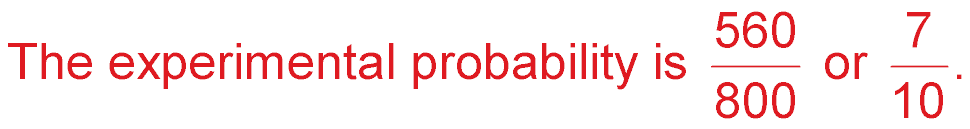 The experimental probability is 560/800 or 7/10.